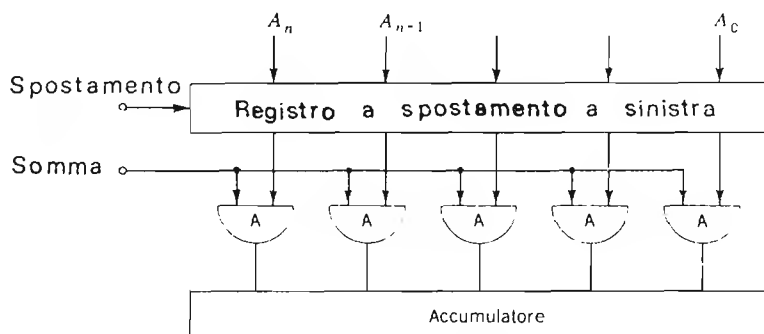 A_n A_{n-1} A_0
Spostamento
Registro a spostamento a sinistra
Somma
A A A A A
Accumulatore